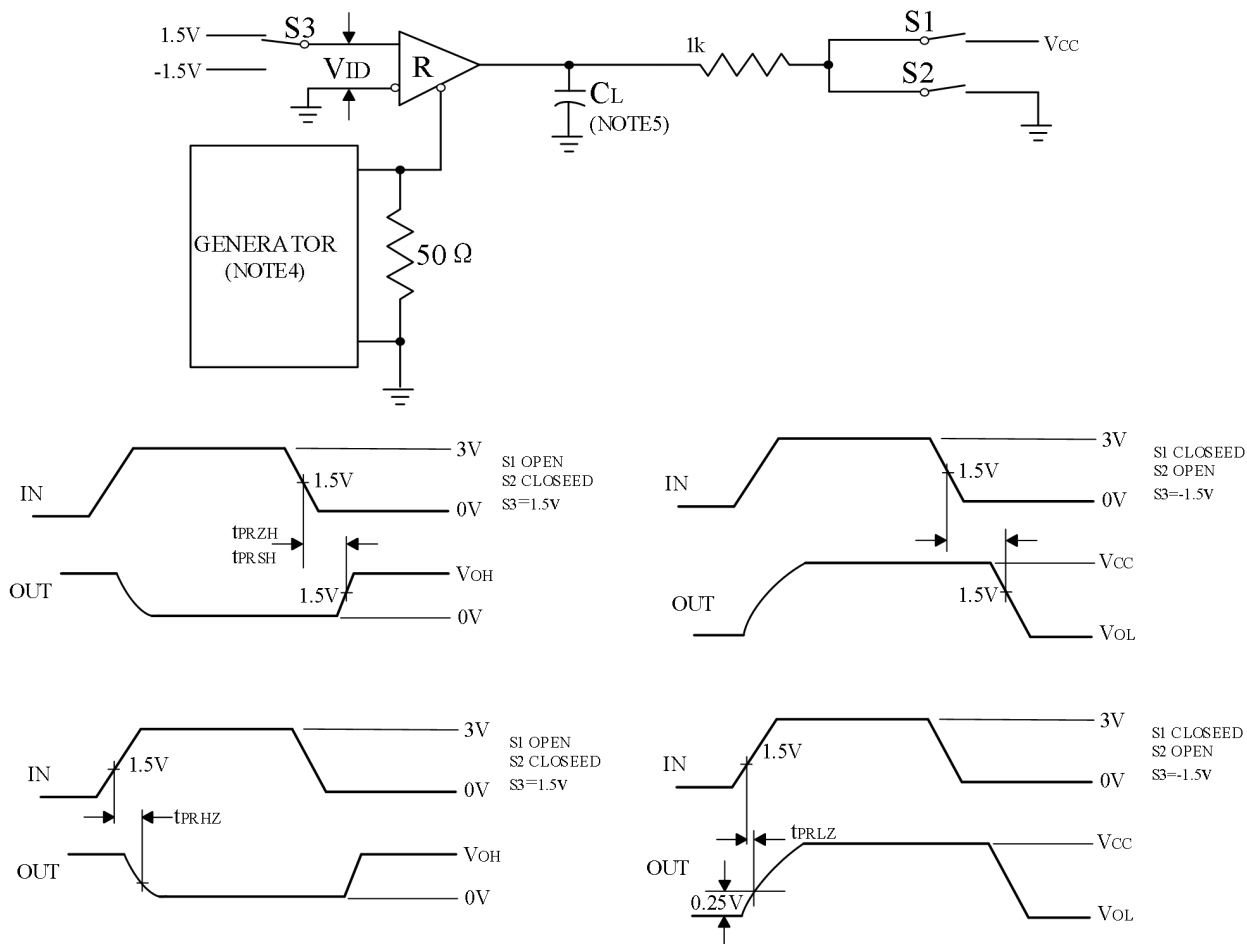 1.5V
S3
-1.5V
VID
R
CL
(NOTE5)
1k
S1
VCC
S2
GENERATOR
(NOTE4)
50 Ω
IN
3V
1.5V
0V
S1 OPEN
S2 CLOSEED
S3=1.5V
tPRZH
tPRSH
OUT
VOH
1.5V
0V
IN
3V
1.5V
0V
S1 CLOSEED
S2 OPEN
S3=-1.5V
OUT
VCC
1.5V
VOL
IN
3V
1.5V
0V
S1 OPEN
S2 CLOSEED
S3=1.5V
tPRHZ
OUT
VOH
0V
IN
3V
1.5V
0V
S1 CLOSEED
S2 OPEN
S3=-1.5V
tPRLZ
OUT
VCC
0.25V
VOL